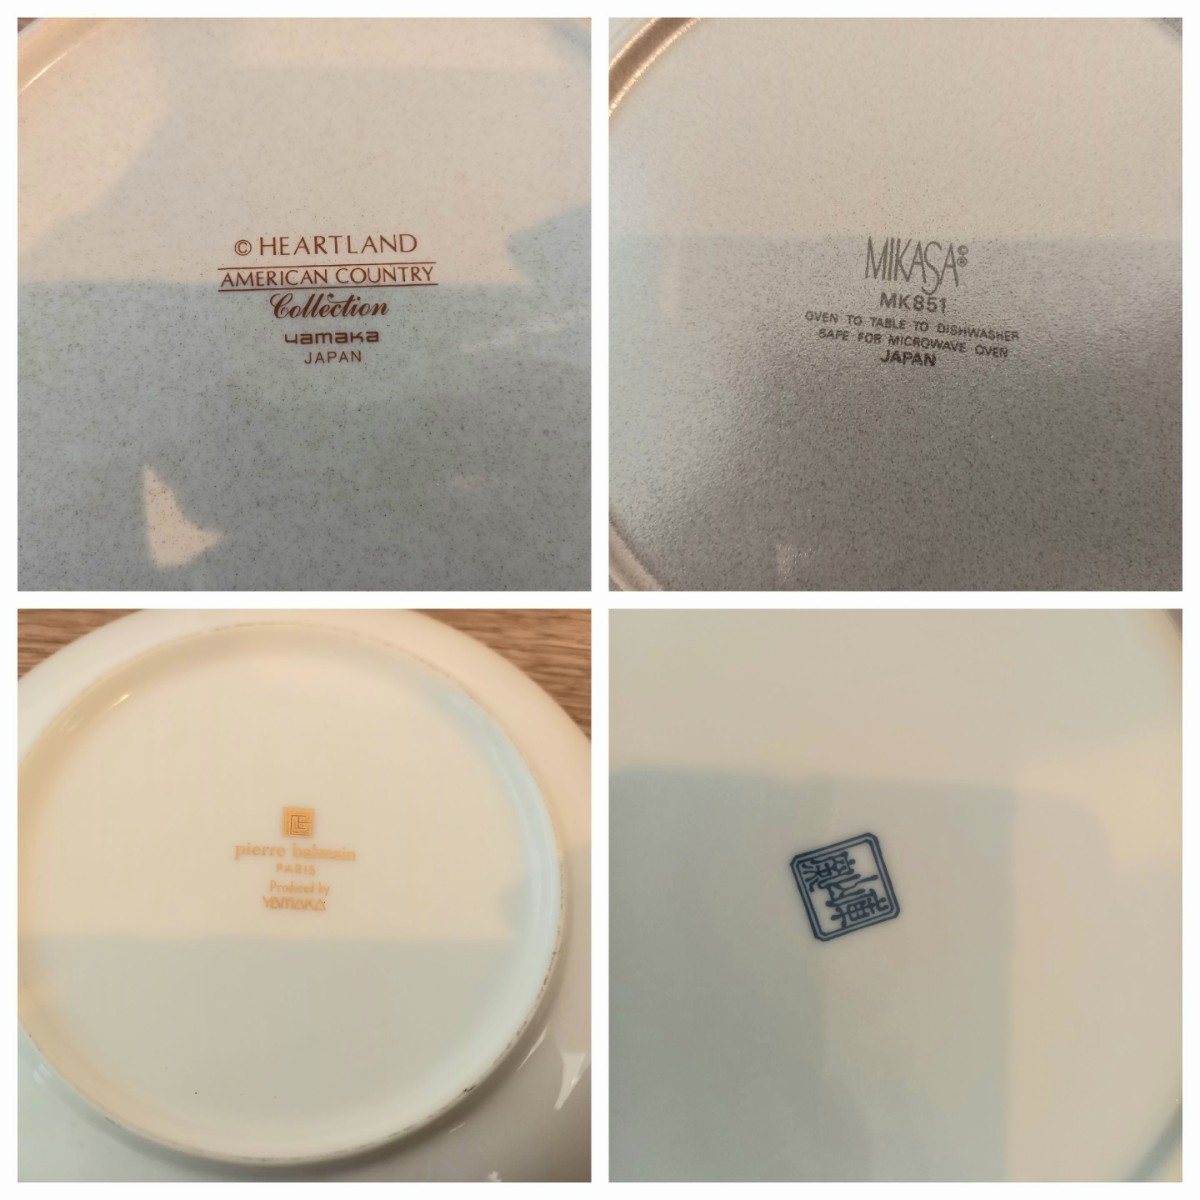 © HEARTLAND
AMERICAN COUNTRY
Collection
yamaka
JAPAN
MIKASA©®
MK851
OVEN TO TABLE TO DISHWASHER
SAFE FOR MICROWAVE OVEN
JAPAN
pierre balmain
PARIS
Produced by
YAMAKA